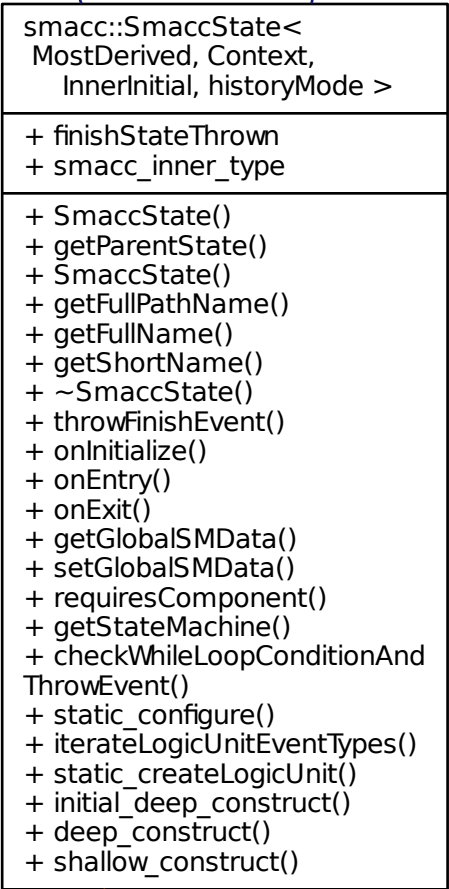 smacc::SmaccState<
MostDerived, Context,
InnerInitial, historyMode >
+ finishStateThrown
+ smacc_inner_type
+ SmaccState()
+ getParentState()
+ SmaccState()
+ getFullPathName()
+ getFullName()
+ getShortName()
+ ~SmaccState()
+ throwFinishEvent()
+ onInitialize()
+ onEntry()
+ onExit()
+ getGlobalSMData()
+ setGlobalSMData()
+ requiresComponent()
+ getStateMachine()
+ checkWhileLoopConditionAnd
ThrowEvent()
+ static_configure()
+ iterateLogicUnitEventTypes()
+ static_createLogicUnit()
+ initial_deep_construct()
+ deep_construct()
+ shallow_construct()